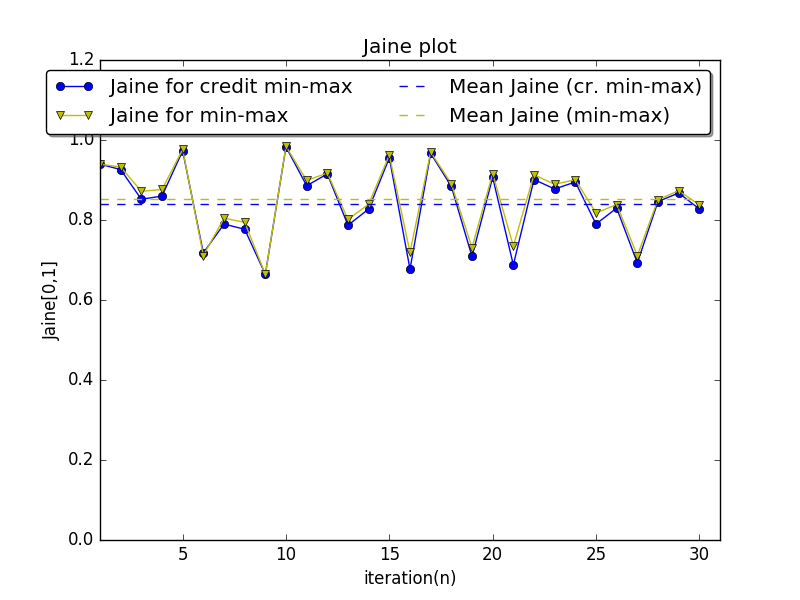 Jaine plot
1.2
Jaine for credit min-max
Mean Jaine (cr. min-max)
Jaine for min-max
Mean Jaine (min-max)
1.0
0.8
0.6
0.4
0.2
0.0
Jaine[0,1]
5 10 15 20 25 30
iteration(n)